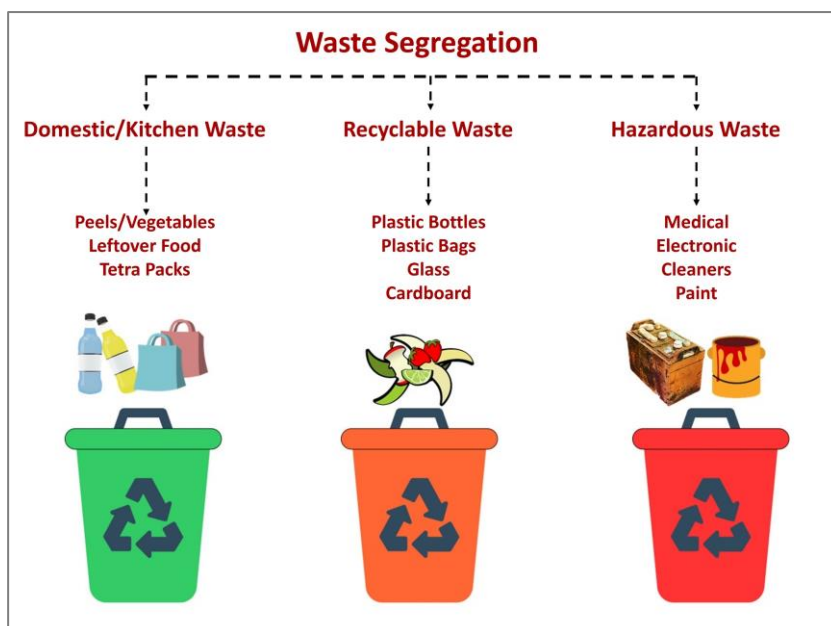 Waste Segregation
Domestic/Kitchen Waste
Peels/Vegetables
Leftover Food
Tetra Packs
Recyclable Waste
Plastic Bottles
Plastic Bags
Glass
Cardboard
Hazardous Waste
Medical
Electronic
Cleaners
Paint